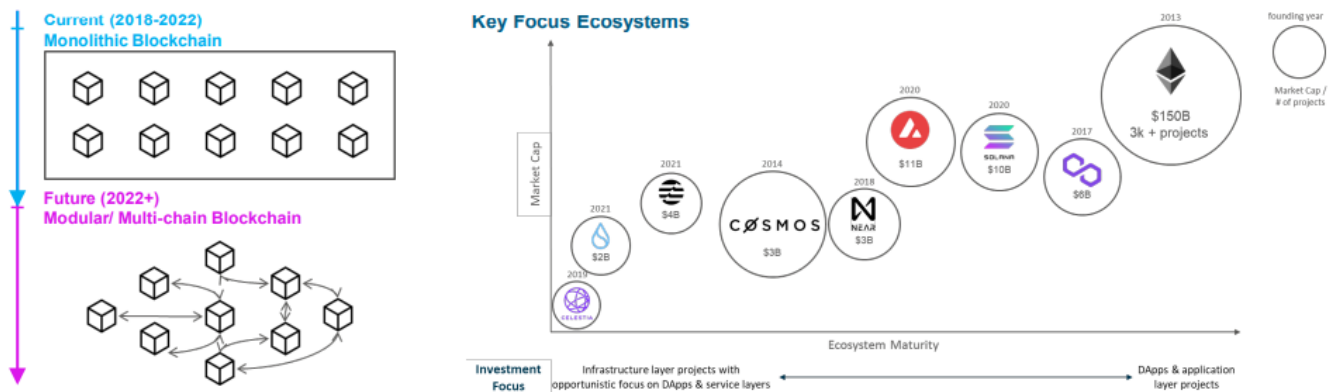 Current (2018-2022)
Monolithic Blockchain
Future (2022+)
Modular/ Multi-chain Blockchain
Key Focus Ecosystems
founding year
Market Cap /
# of projects
Market Cap
2013
$150B
3k + projects
2020
$11B
2020
SOLANA
$10B
2017
$6B
2021
$4B
2014
COSMOS
$3B
2018
NEAR
$3B
2021
$2B
2019
CELESTIA
Ecosystem Maturity
Investment
Focus
Infrastructure layer projects with
opportunistic focus on DApps & service layers
DApps & application
layer projects